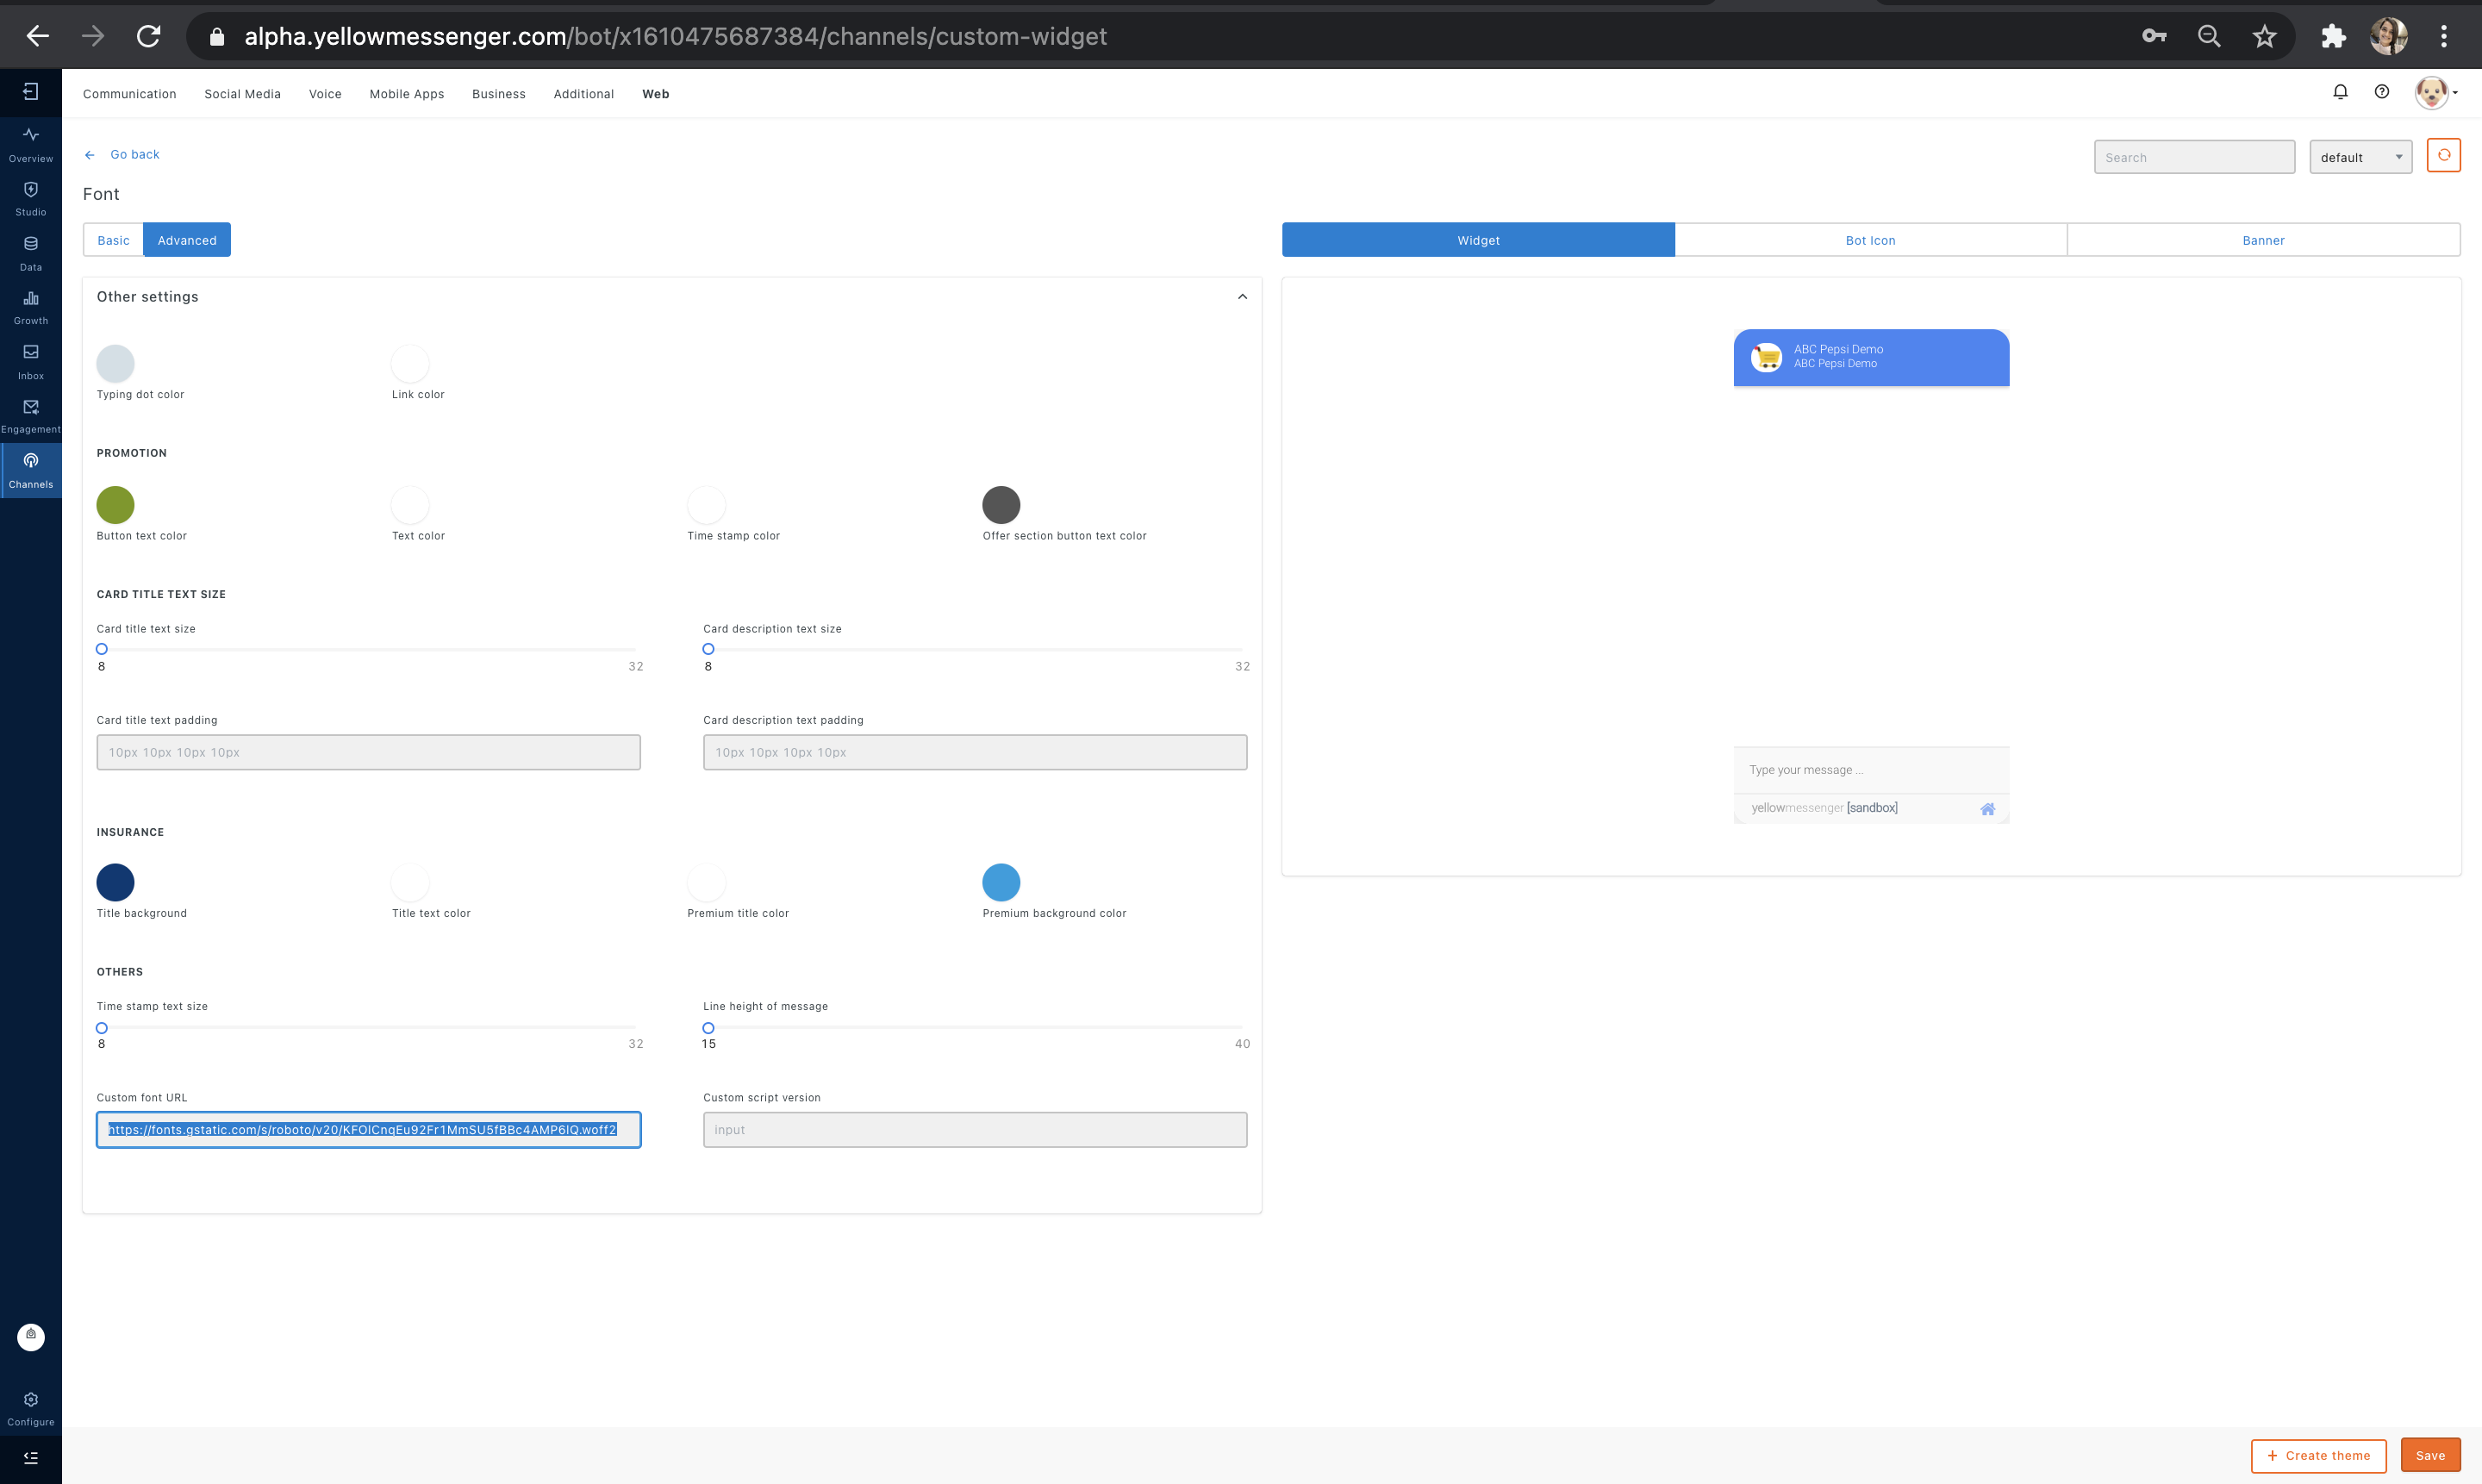 alpha.yellowmessenger.com/bot/x1610475687384/channels/custom-widget
Communication Social Media Voice Mobile Apps Business Additional Web
Overview
Studio
Data
Growth
Inbox
Engagement
Channels
Configure
Go back
Search
default
Font
Basic Advanced
Widget Bot Icon Banner
Other settings
Typing dot color Link color
PROMOTION
Button text color Text color Time stamp color Offer section button text color
CARD TITLE TEXT SIZE
Card title text size Card description text size
8 32 8 32
Card title text padding Card description text padding
10px 10px 10px 10px 10px 10px 10px 10px
INSURANCE
Title background Title text color Premium title color Premium background color
OTHERS
Time stamp text size Line height of message
8 32 15 40
Custom font URL Custom script version
https://fonts.gstatic.com/s/roboto/v20/KFOlCnqEu92Fr1MmSU5fBBc4AMP6lQ.woff2 input
ABC Pepsi Demo
ABC Pepsi Demo
Type your message ...
yellowmessenger [sandbox]
+ Create theme Save